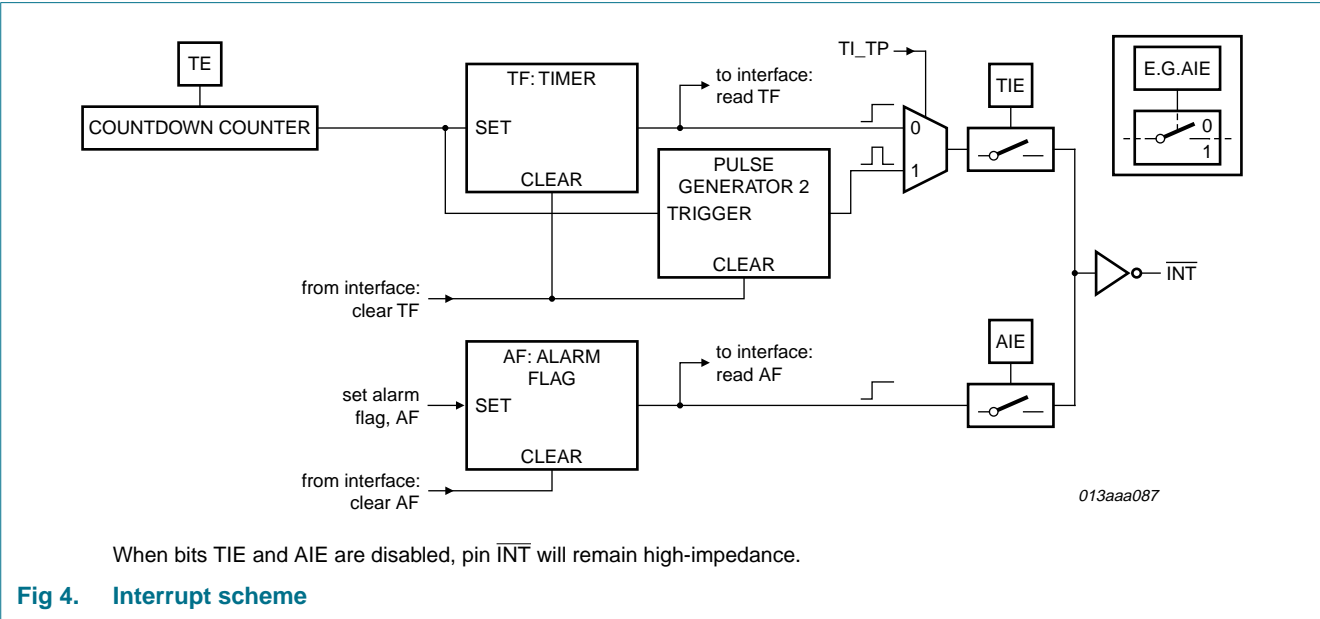 TE
COUNTDOWN COUNTER
TF: TIMER
SET
CLEAR
to interface:
read TF
PULSE
GENERATOR 2
TRIGGER
CLEAR
from interface:
clear TF
TI_TP
0
1
TIE
E.G.AIE
0
1
INT
AF: ALARM
FLAG
SET
CLEAR
set alarm
flag, AF
from interface:
clear AF
to interface:
read AF
AIE
013aaa087
When bits TIE and AIE are disabled, pin INT will remain high-impedance.
Fig 4. Interrupt scheme